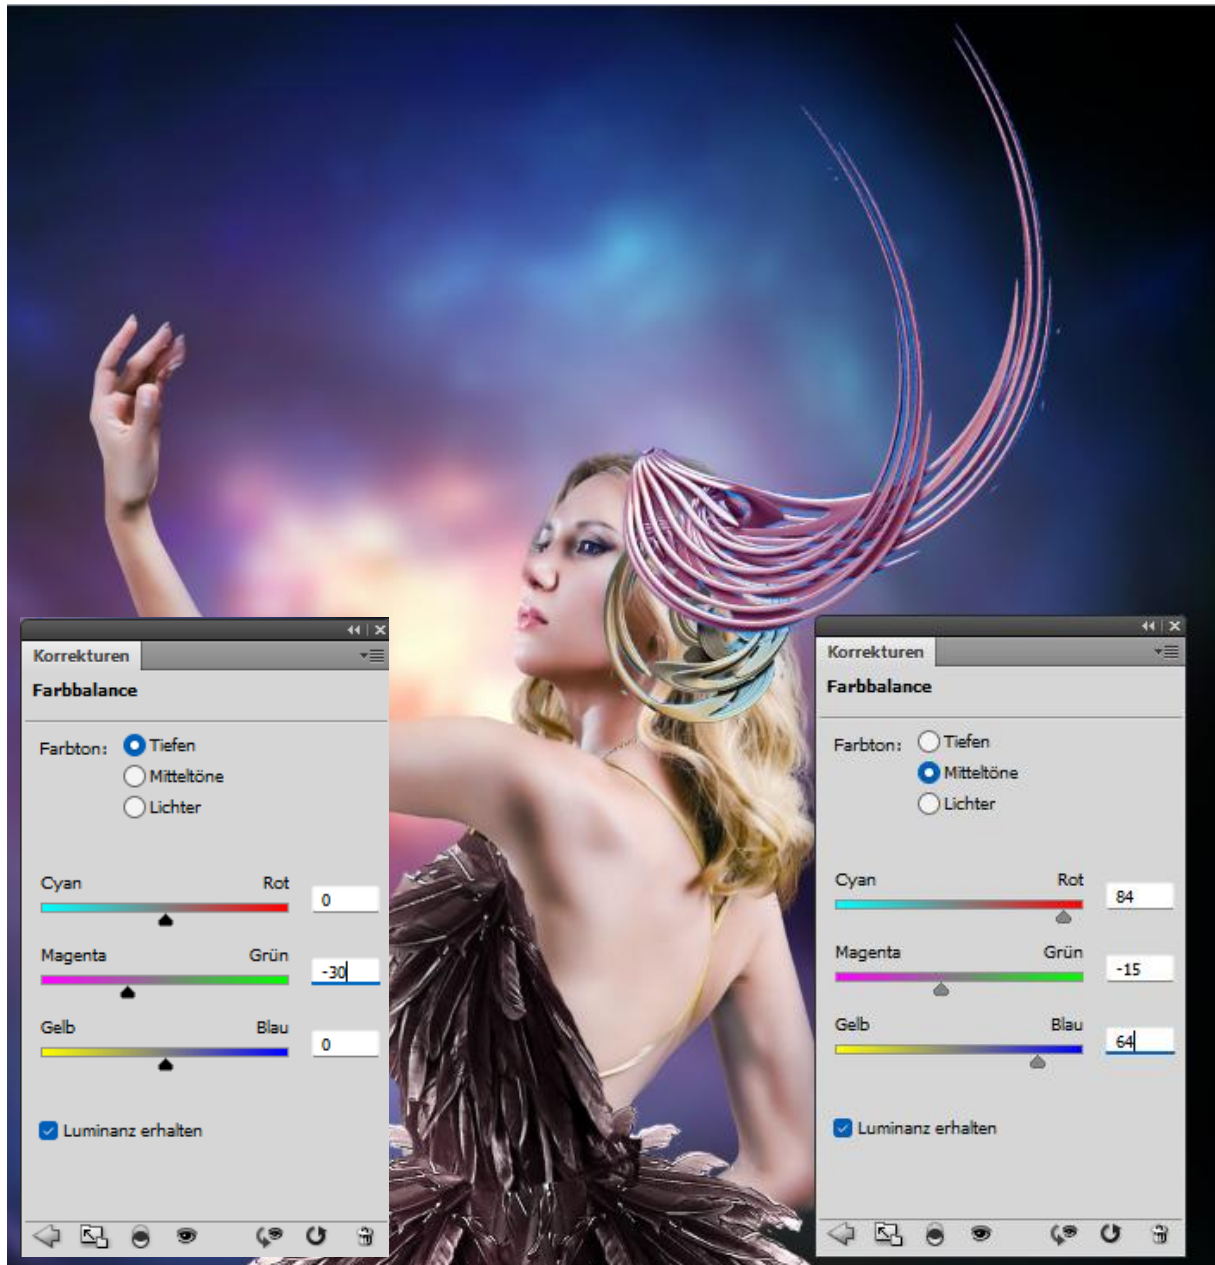 Korrekturen
Farbbalance
Farbton:
Tiefen
Mitteltöne
Lichter
Cyan Rot 0
Magenta Grün -30
Gelb Blau 0
Luminanz erhalten
Korrekturen
Farbbalance
Farbton:
Tiefen
Mitteltöne
Lichter
Cyan Rot 84
Magenta Grün -15
Gelb Blau 64
Luminanz erhalten